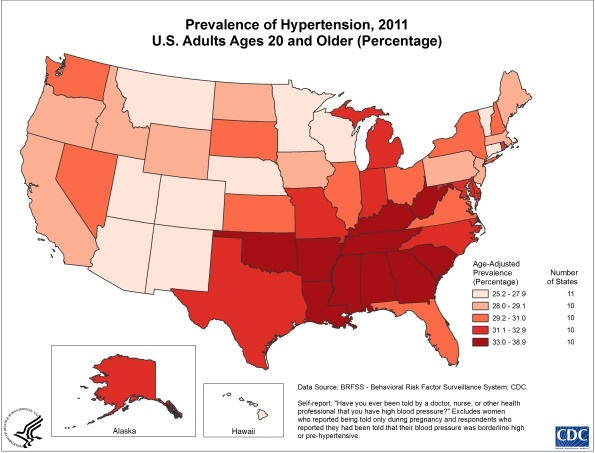 Prevalence of Hypertension, 2011
U.S. Adults Ages 20 and Older (Percentage)
Age-Adjusted
Prevalence
(Percentage)
Number
of States
25.2 - 27.9 11
28.0 - 29.1 10
29.2 - 31.0 10
31.1 - 32.9 10
33.0 - 38.9 10
Alaska
Hawaii
Data Source: BRFSS - Behavioral Risk Factor Surveillance System; CDC.
Self-report: "Have you ever been told by a doctor, nurse, or other health
professional that you have high blood pressure?" Excludes women
who reported being told only during pregnancy and respondents who
reported they had been told that their blood pressure was borderline high
or pre-hypertensive.
CDC